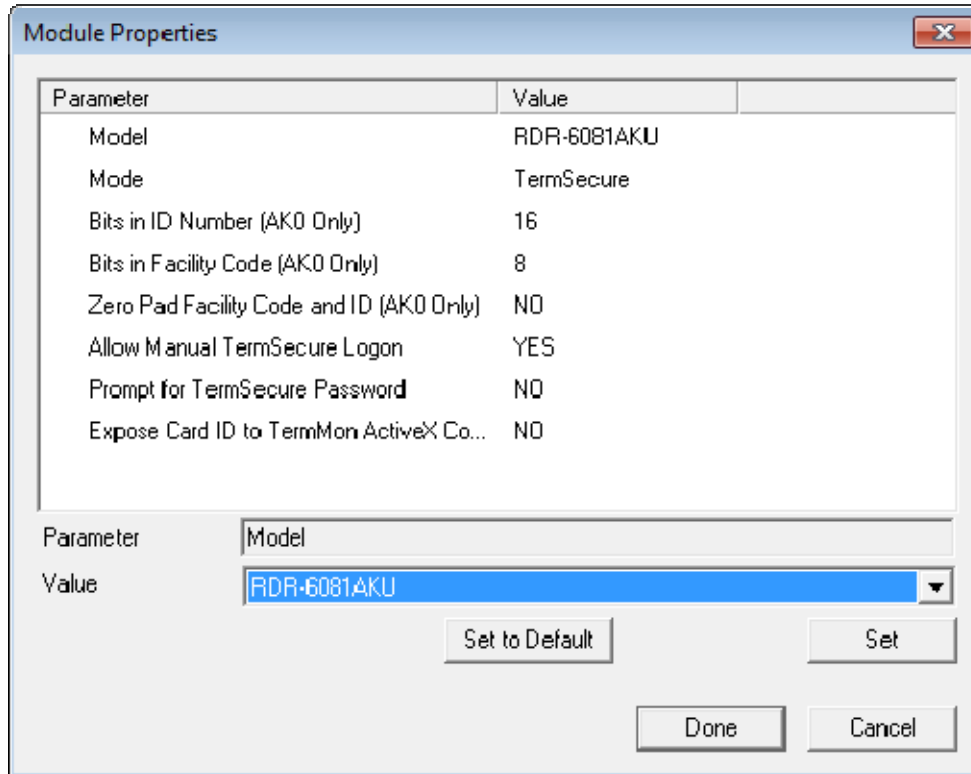 Module Properties
Parameter Value
Model RDR-6081AKU
Mode TermSecure
Bits in ID Number (AK0 Only) 16
Bits in Facility Code (AK0 Only) 8
Zero Pad Facility Code and ID (AK0 Only) NO
Allow Manual TermSecure Logon YES
Prompt for TermSecure Password NO
Expose Card ID to TermMon ActiveX Co... NO
Parameter Model
Value RDR-6081AKU
Set to Default Set
Done Cancel